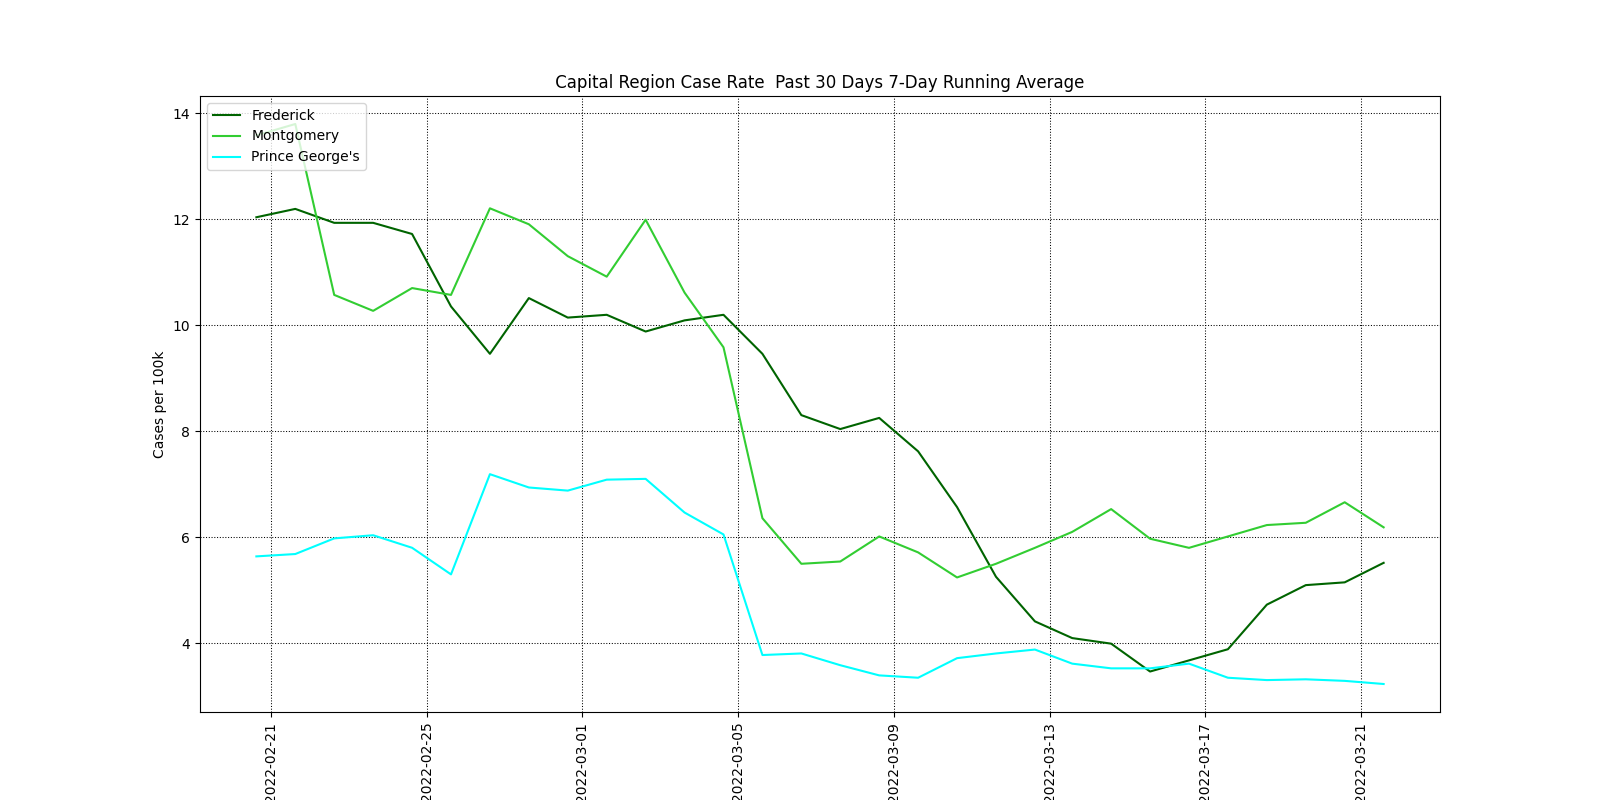 Capital Region Case Rate  Past 30 Days 7-Day Running Average
Frederick
Montgomery
Prince George's
14
12
10
8
6
4
Cases per 100k
2022-02-21
2022-02-25
2022-03-01
2022-03-05
2022-03-09
2022-03-13
2022-03-17
2022-03-21